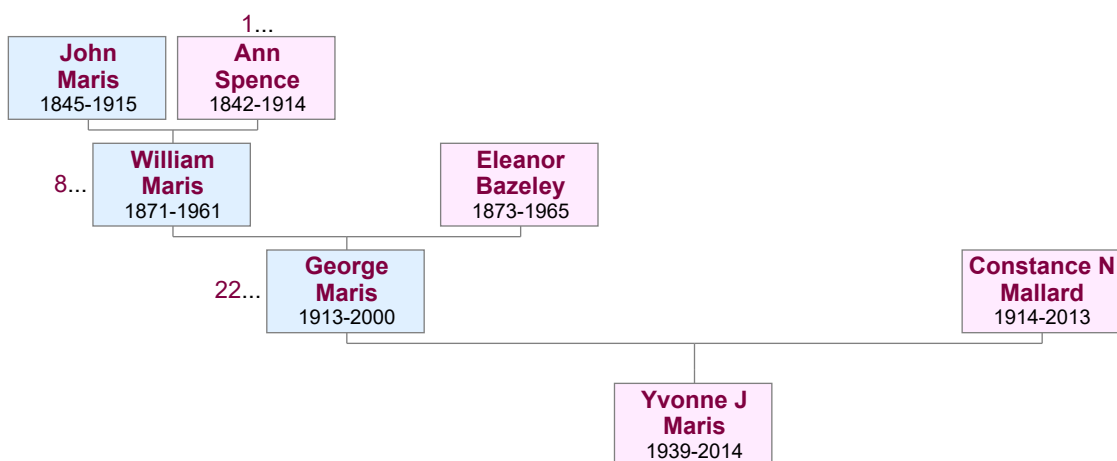 1...
John
Maris
1845-1915
Ann
Spence
1842-1914
8...
William
Maris
1871-1961
Eleanor
Bazeley
1873-1965
22...
George
Maris
1913-2000
Constance N
Mallard
1914-2013
Yvonne J
Maris
1939-2014